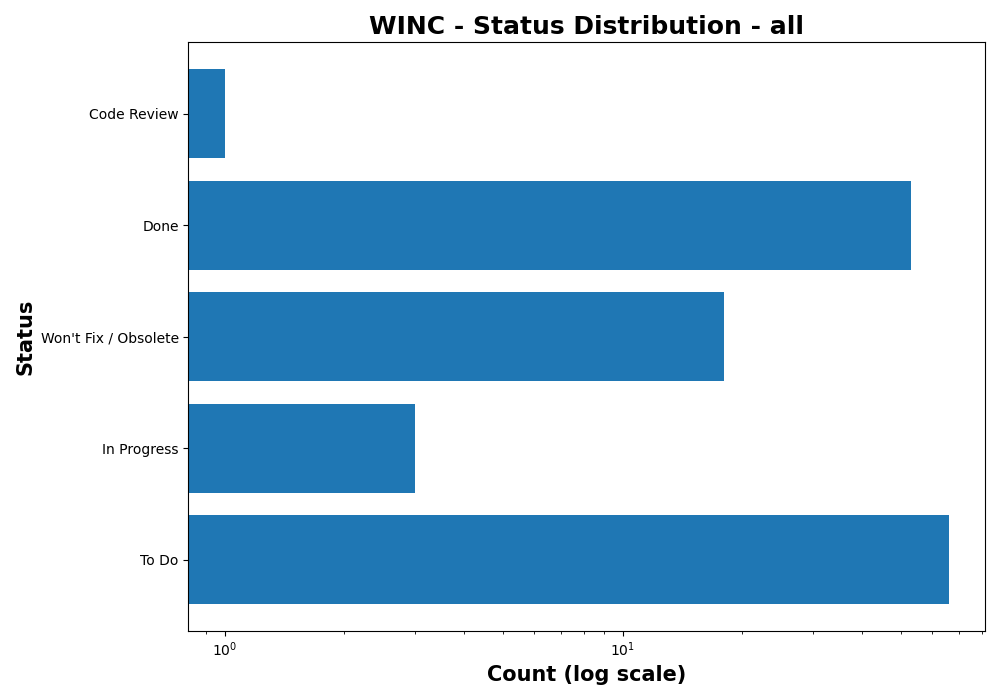 WINC - Status Distribution - all
Code Review
Done
Won't Fix / Obsolete
In Progress
To Do
Status
10⁰
10¹
Count (log scale)